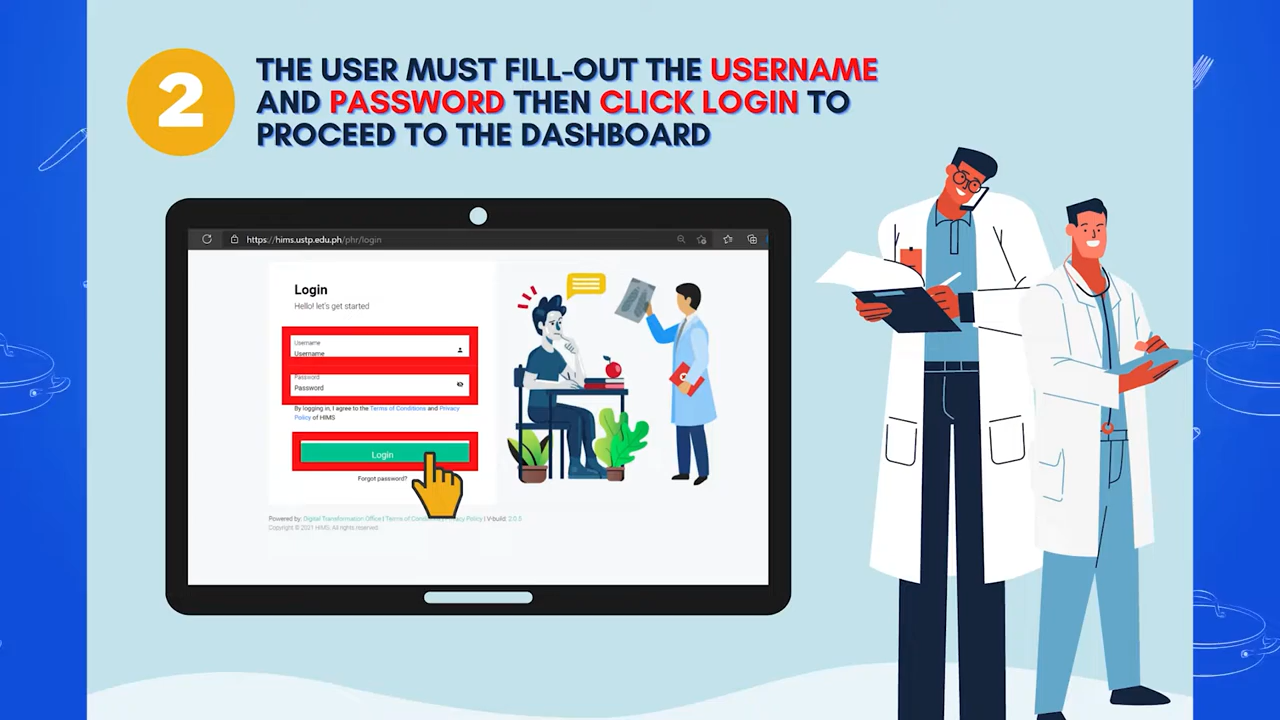 2
THE USER MUST FILL-OUT THE USERNAME
AND PASSWORD THEN CLICK LOGIN TO
PROCEED TO THE DASHBOARD
https://hims.ustp.edu.ph/phr/login
Login
Hello! let's get started
Username
Username
Password
Password
By logging in, I agree to the Terms of Conditions and Privacy
Policy of HIMS
Login
Forgot password?
Powered by: Digital Transformation Office | Terms of Policy | V-build: 2.0.5
Copyright © 2021 HIMS. All rights reserved.